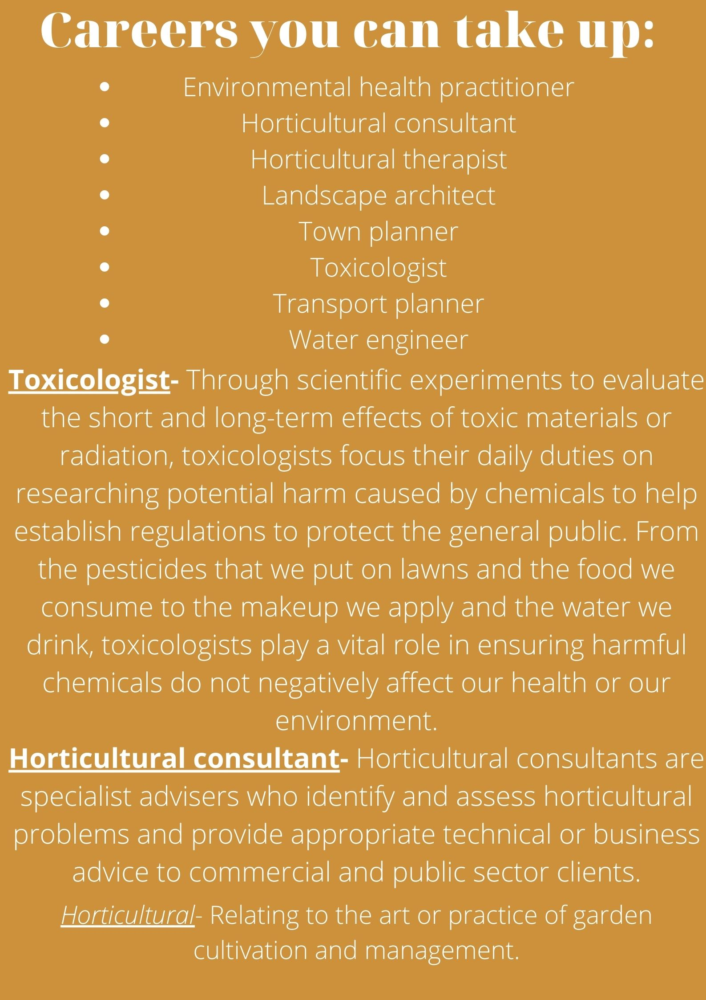 Careers you can take up:
• Environmental health practitioner
• Horticultural consultant
• Horticultural therapist
• Landscape architect
• Town planner
• Toxicologist
• Transport planner
• Water engineer
Toxicologist- Through scientific experiments to evaluate
the short and long-term effects of toxic materials or
radiation, toxicologists focus their daily duties on
researching potential harm caused by chemicals to help
establish regulations to protect the general public. From
the pesticides that we put on lawns and the food we
consume to the makeup we apply and the water we
drink, toxicologists play a vital role in ensuring harmful
chemicals do not negatively affect our health or our
environment.
Horticultural consultant- Horticultural consultants are
specialist advisers who identify and assess horticultural
problems and provide appropriate technical or business
advice to commercial and public sector clients.
Horticultural- Relating to the art or practice of garden
cultivation and management.